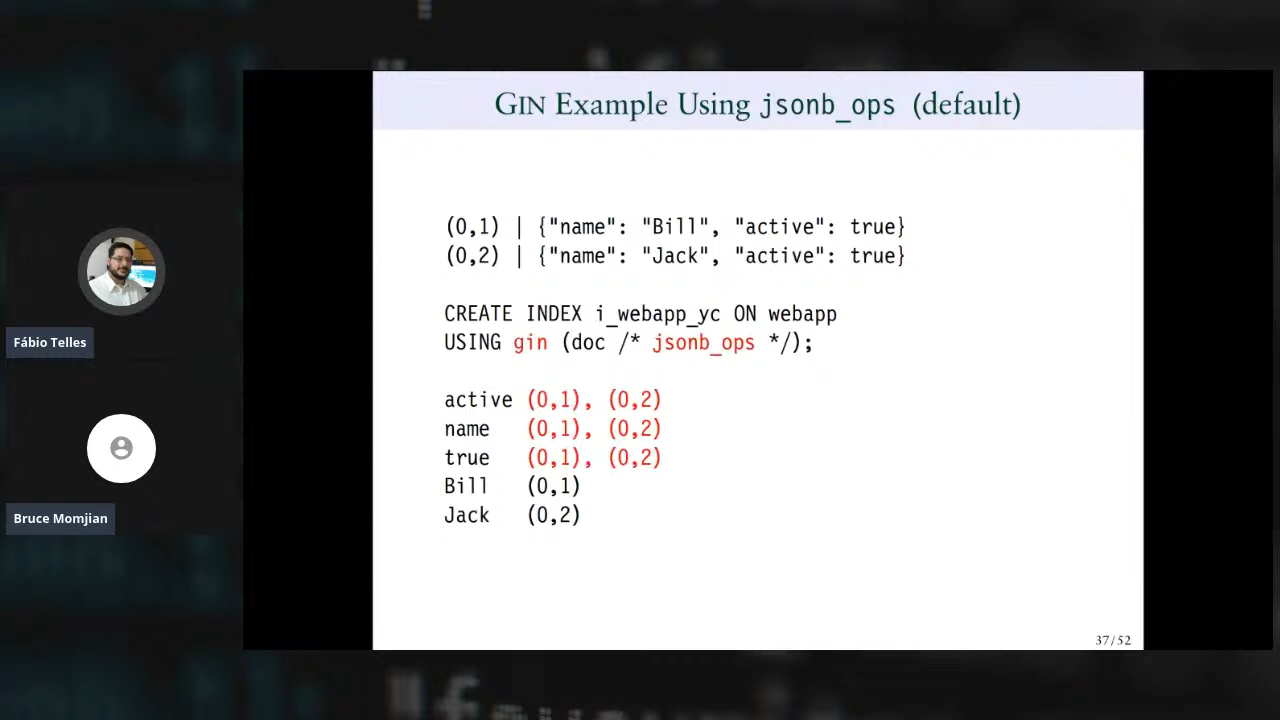 GIN Example Using jsonb_ops (default)
(0,1) | {"name": "Bill", "active": true}
(0,2) | {"name": "Jack", "active": true}
CREATE INDEX i_webapp_yc ON webapp
USING gin (doc /* jsonb_ops */);
active (0,1), (0,2)
name (0,1), (0,2)
true (0,1), (0,2)
Bill (0,1)
Jack (0,2)
37/52
Fábio Telles
Bruce Momjian